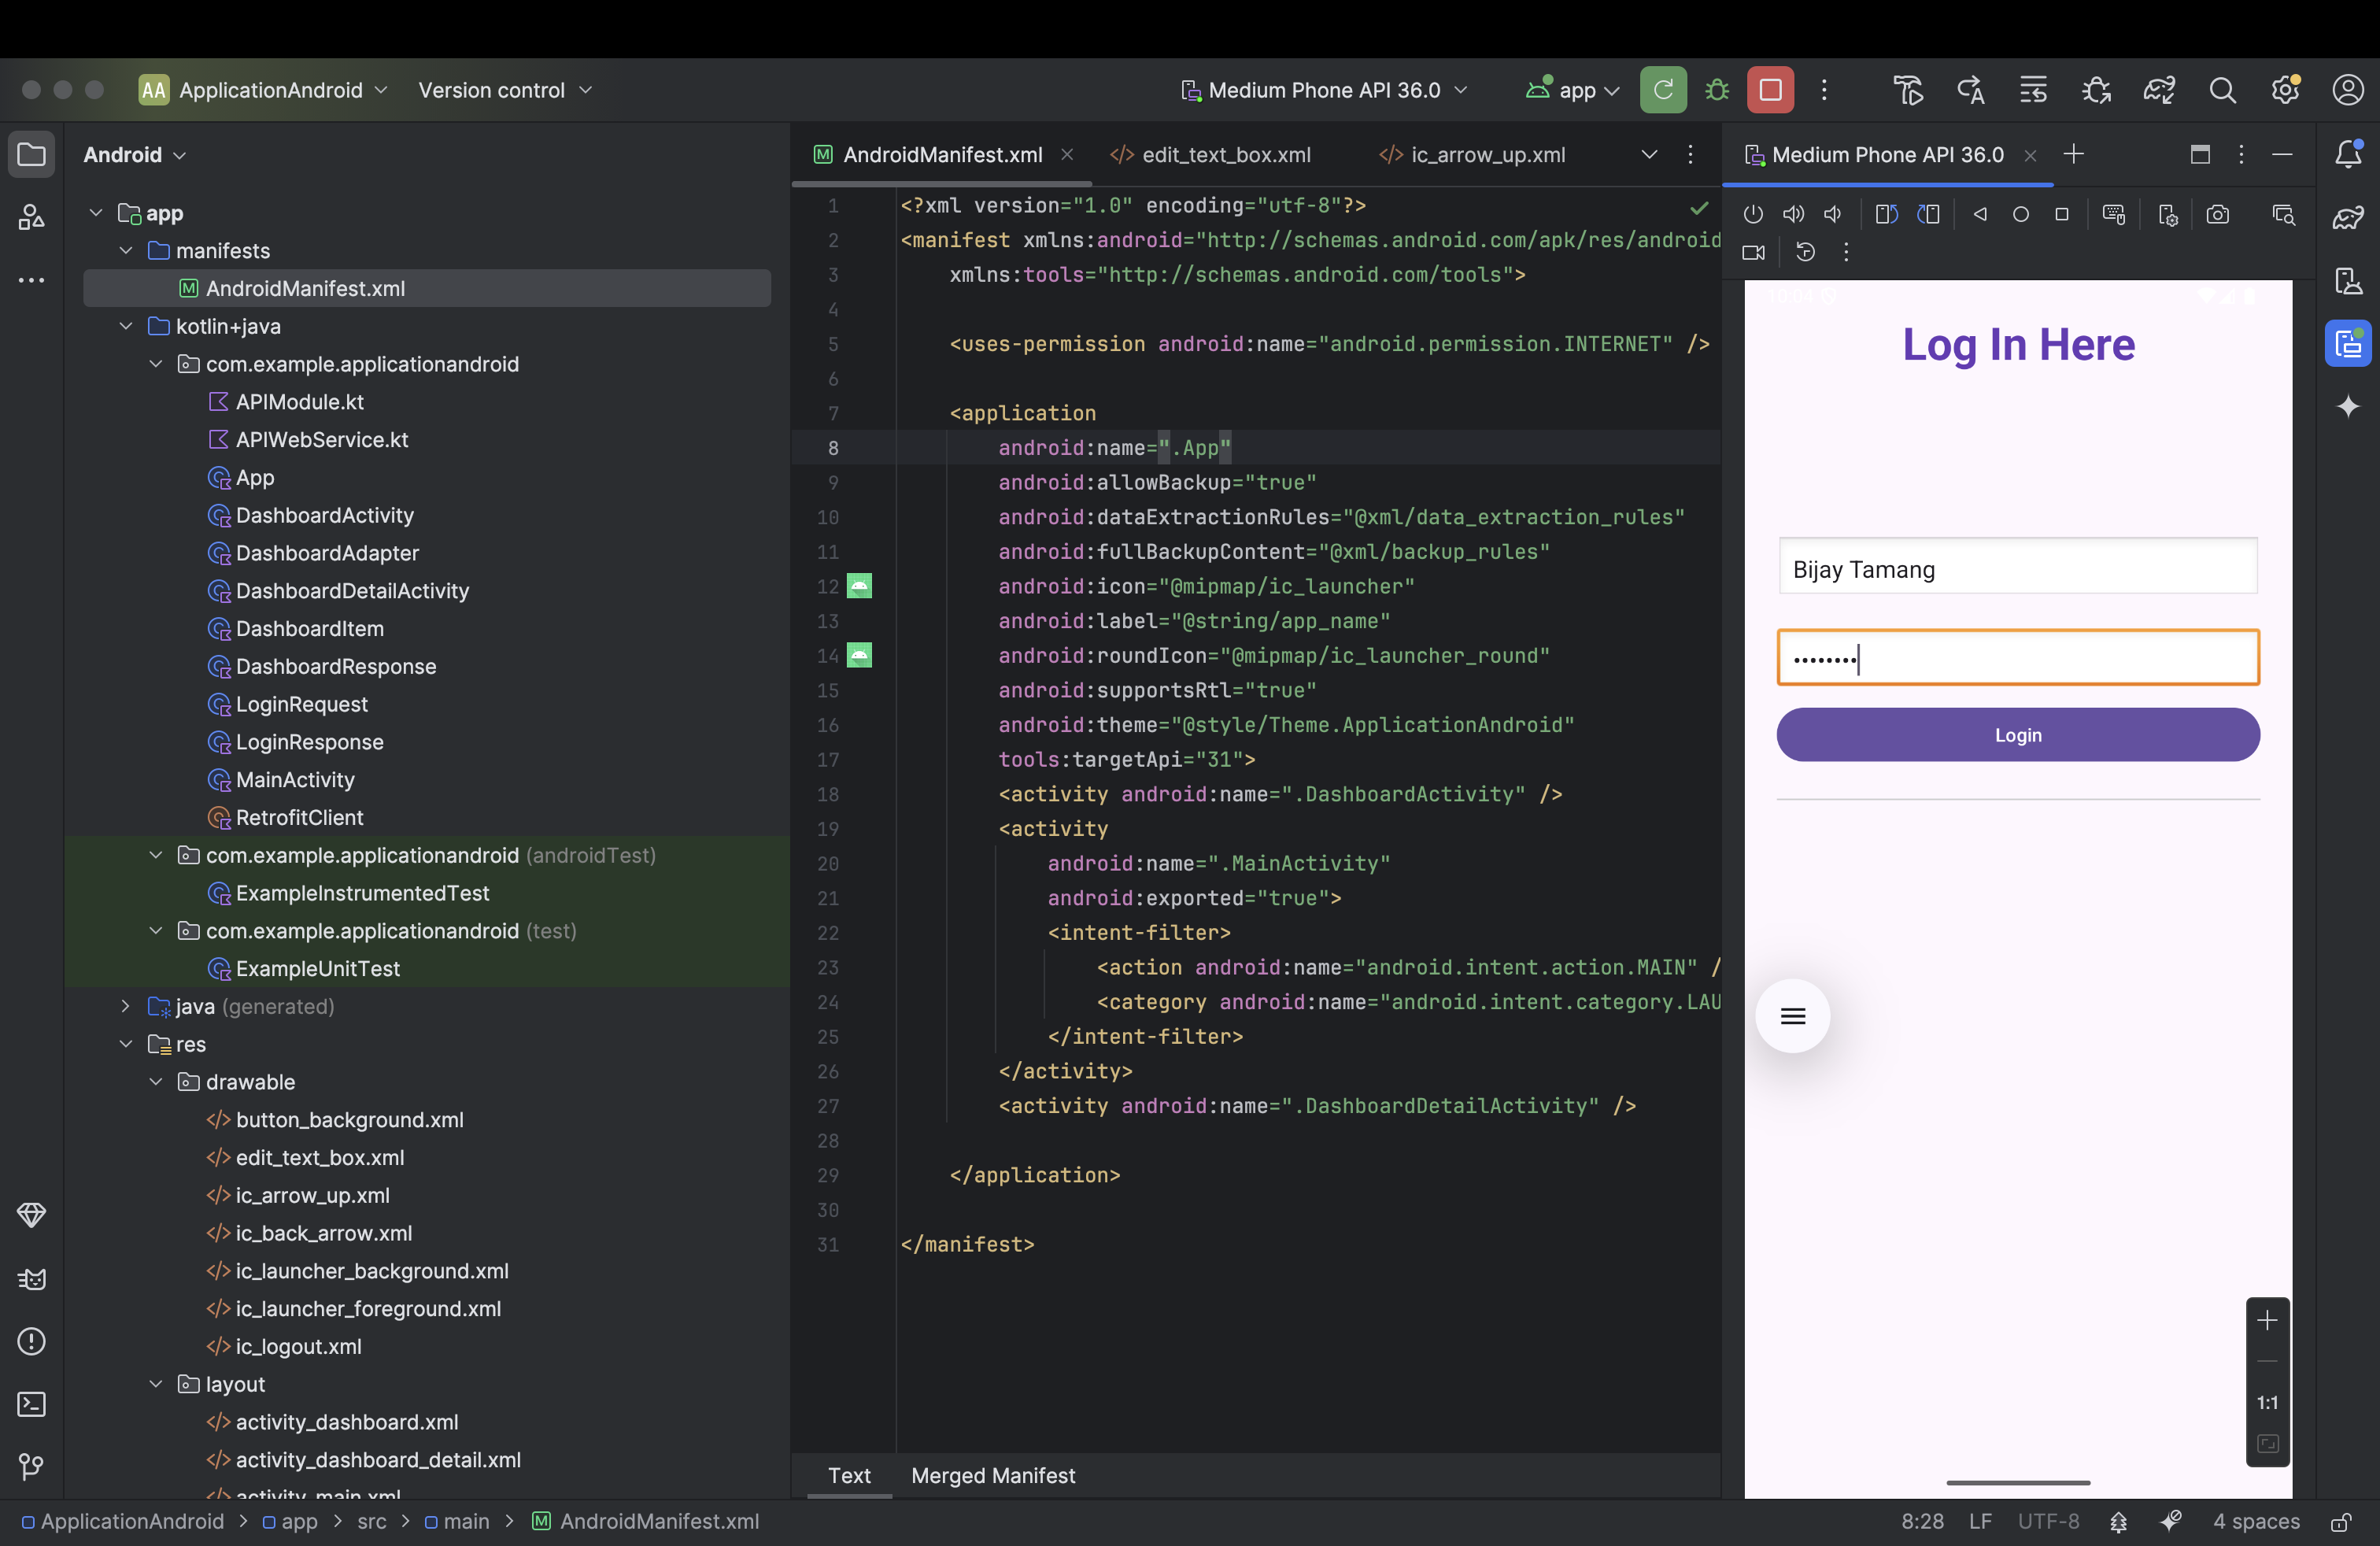 AA ApplicationAndroid Version control Medium Phone API 36.0 app
Android
app
manifests
AndroidManifest.xml
kotlin+java
com.example.applicationandroid
APIModule.kt
APIWebService.kt
App
DashboardActivity
DashboardAdapter
DashboardDetailActivity
DashboardItem
DashboardResponse
LoginRequest
LoginResponse
MainActivity
RetrofitClient
com.example.applicationandroid (androidTest)
ExampleInstrumentedTest
com.example.applicationandroid (test)
ExampleUnitTest
java (generated)
res
drawable
button_background.xml
edit_text_box.xml
ic_arrow_up.xml
ic_back_arrow.xml
ic_launcher_background.xml
ic_launcher_foreground.xml
ic_logout.xml
layout
activity_dashboard.xml
activity_dashboard_detail.xml
activity_main.xml
AndroidManifest.xml edit_text_box.xml ic_arrow_up.xml
1 <?xml version="1.0" encoding="utf-8"?>
2 <manifest xmlns:android="http://schemas.android.com/apk/res/android
3 xmlns:tools="http://schemas.android.com/tools">
4
5 <uses-permission android:name="android.permission.INTERNET" />
6
7 <application
8 android:name=".App"
9 android:allowBackup="true"
10 android:dataExtractionRules="@xml/data_extraction_rules"
11 android:fullBackupContent="@xml/backup_rules"
12 android:icon="@mipmap/ic_launcher"
13 android:label="@string/app_name"
14 android:roundIcon="@mipmap/ic_launcher_round"
15 android:supportsRtl="true"
16 android:theme="@style/Theme.ApplicationAndroid"
17 tools:targetApi="31">
18 <activity android:name=".DashboardActivity" />
19 <activity
20 android:name=".MainActivity"
21 android:exported="true">
22 <intent-filter>
23 <action android:name="android.intent.action.MAIN" /
24 <category android:name="android.intent.category.LAU
25 </intent-filter>
26 </activity>
27 <activity android:name=".DashboardDetailActivity" />
28
29 </application>
30
31 </manifest>
Text Merged Manifest
Medium Phone API 36.0
Log In Here
Bijay Tamang
••••••••
Login
1:1
ApplicationAndroid > app > src > main > AndroidManifest.xml
8:28 LF UTF-8 4 spaces